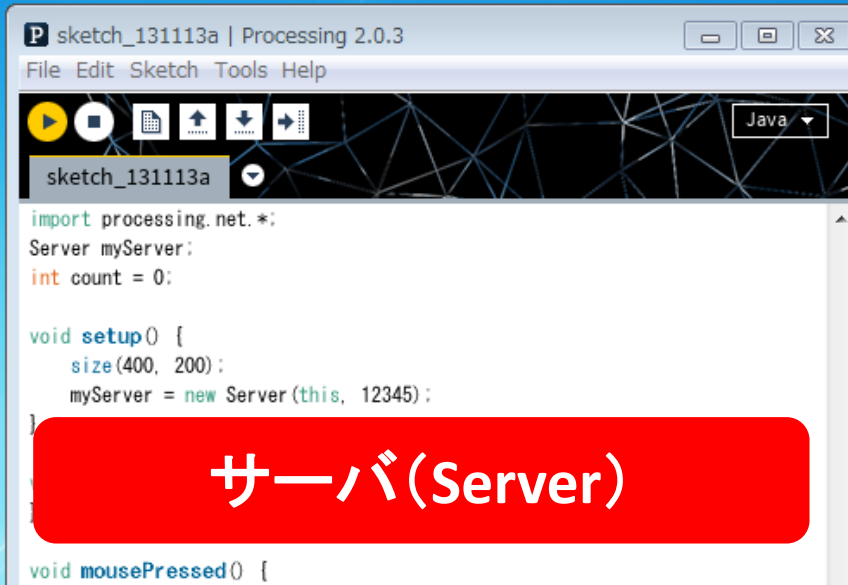 sketch_131113a | Processing 2.0.3
File Edit Sketch Tools Help
Java
sketch_131113a
import processing.net.*;
Server myServer;
int count = 0;
void setup() {
    size(400, 200);
    myServer = new Server(this, 12345);
}
サーバ（Server）
void mousePressed() {